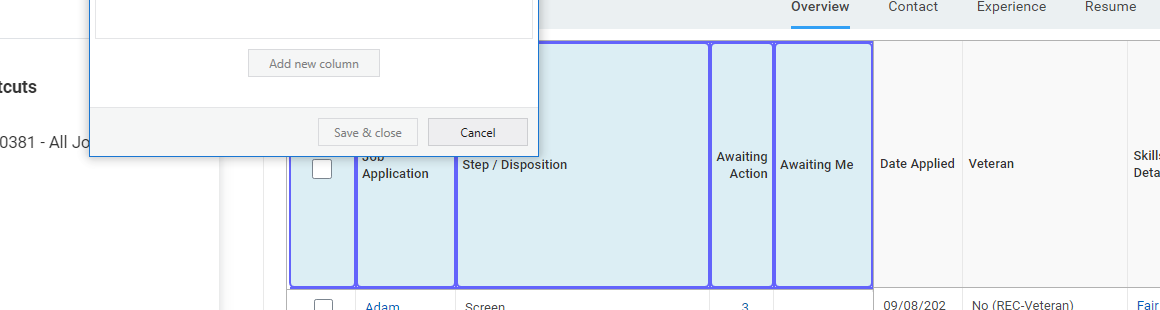 Overview
Contact
Experience
Resume
Add new column
tcuts
Save & close
Cancel
0381 - All Jo
Job
Application
Step / Disposition
Awaiting
Action
Awaiting Me
Date Applied
Veteran
Skills
Deta
Adam
Screen
3
09/08/202
No (REC-Veteran)
Fair